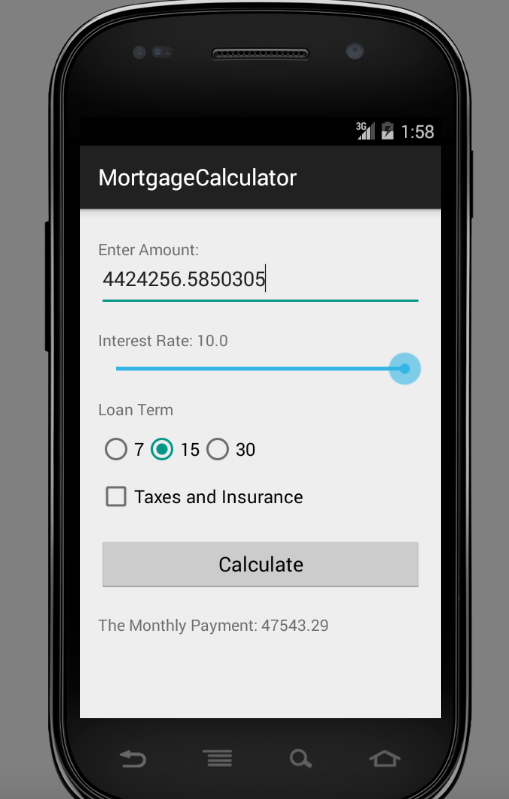 3G 1:58
MortgageCalculator
Enter Amount:
4424256.5850305
Interest Rate: 10.0
Loan Term
7 15 30
Taxes and Insurance
Calculate
The Monthly Payment: 47543.29